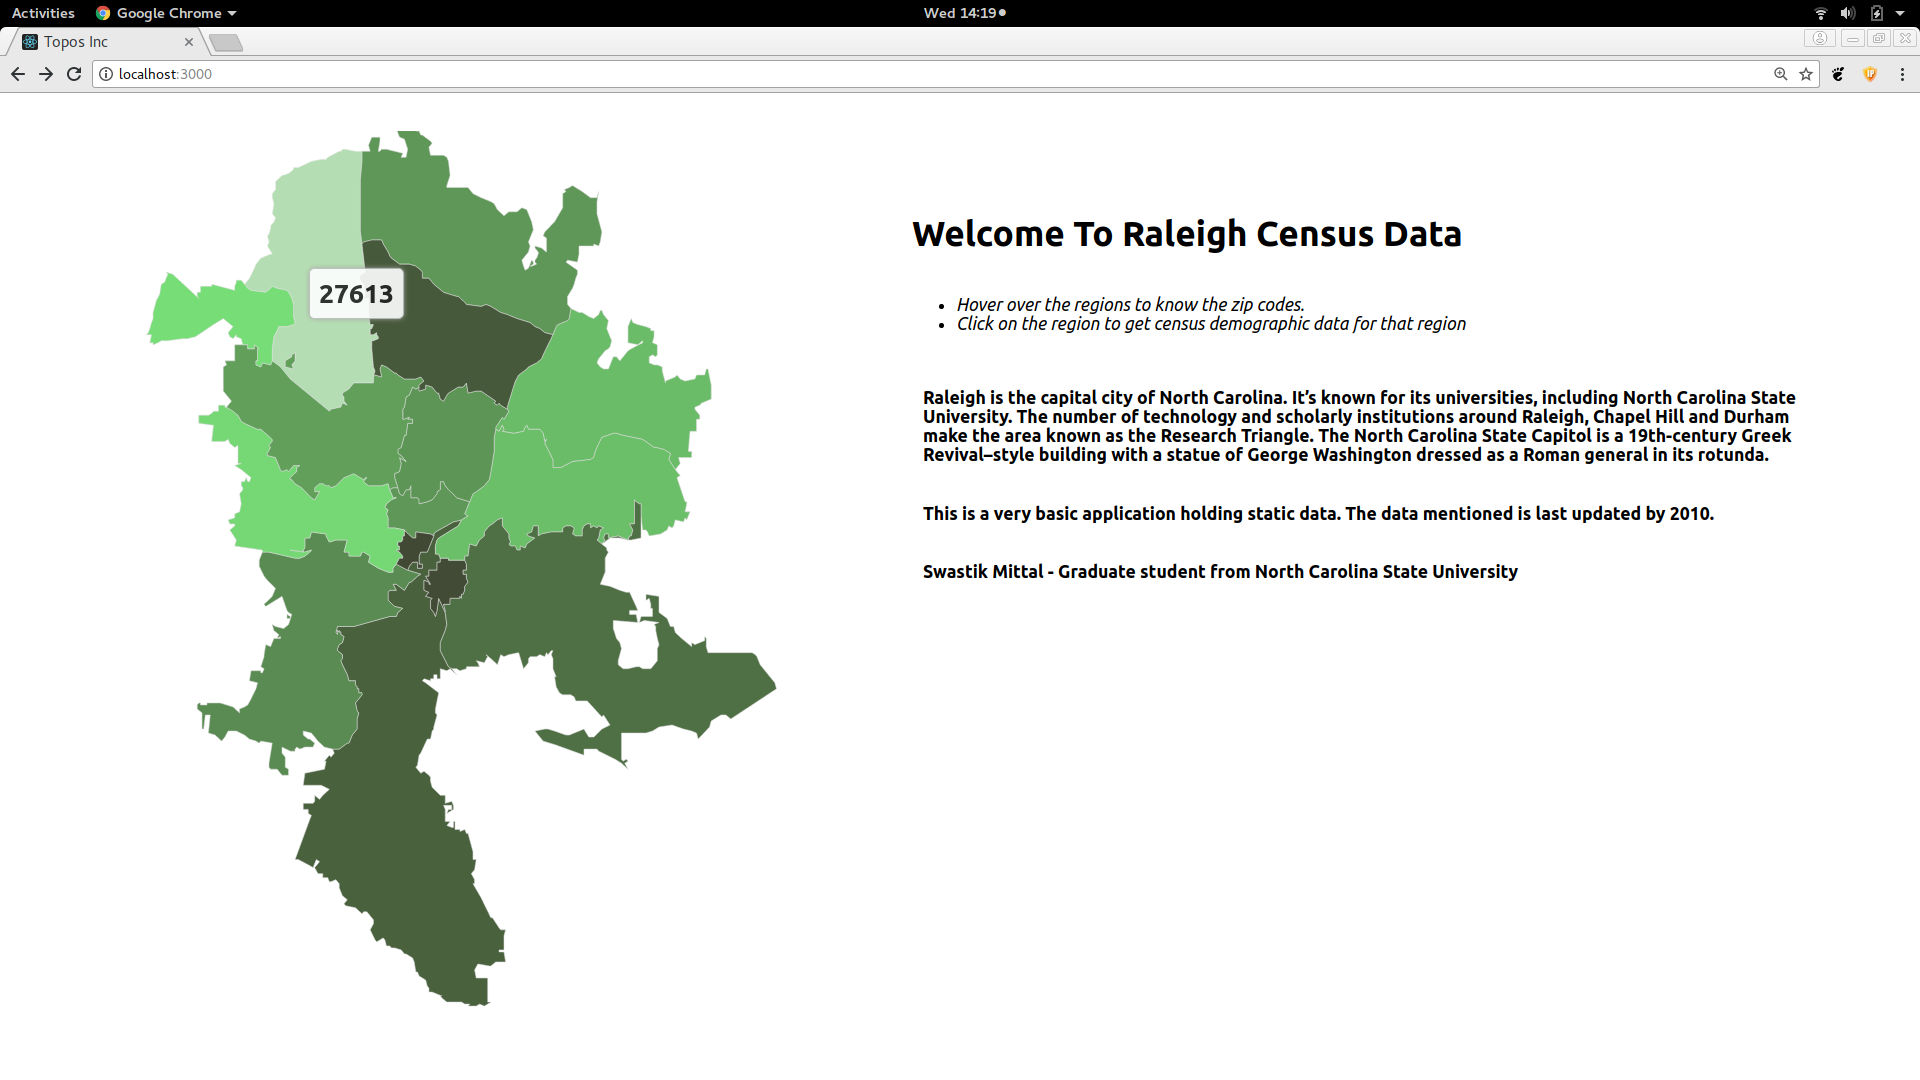 Activities Google Chrome Wed 14:19
Topos Inc
localhost:3000
27613
Welcome To Raleigh Census Data
• Hover over the regions to know the zip codes.
• Click on the region to get census demographic data for that region
Raleigh is the capital city of North Carolina. It’s known for its universities, including North Carolina State
University. The number of technology and scholarly institutions around Raleigh, Chapel Hill and Durham
make the area known as the Research Triangle. The North Carolina State Capitol is a 19th-century Greek
Revival–style building with a statue of George Washington dressed as a Roman general in its rotunda.
This is a very basic application holding static data. The data mentioned is last updated by 2010.
Swastik Mittal - Graduate student from North Carolina State University